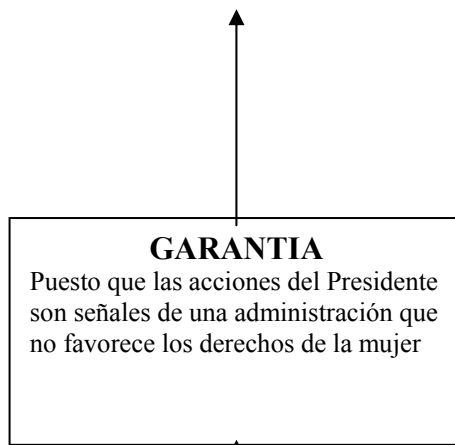 GARANTIA
Puesto que las acciones del Presidente
son señales de una administración que
no favorece los derechos de la mujer